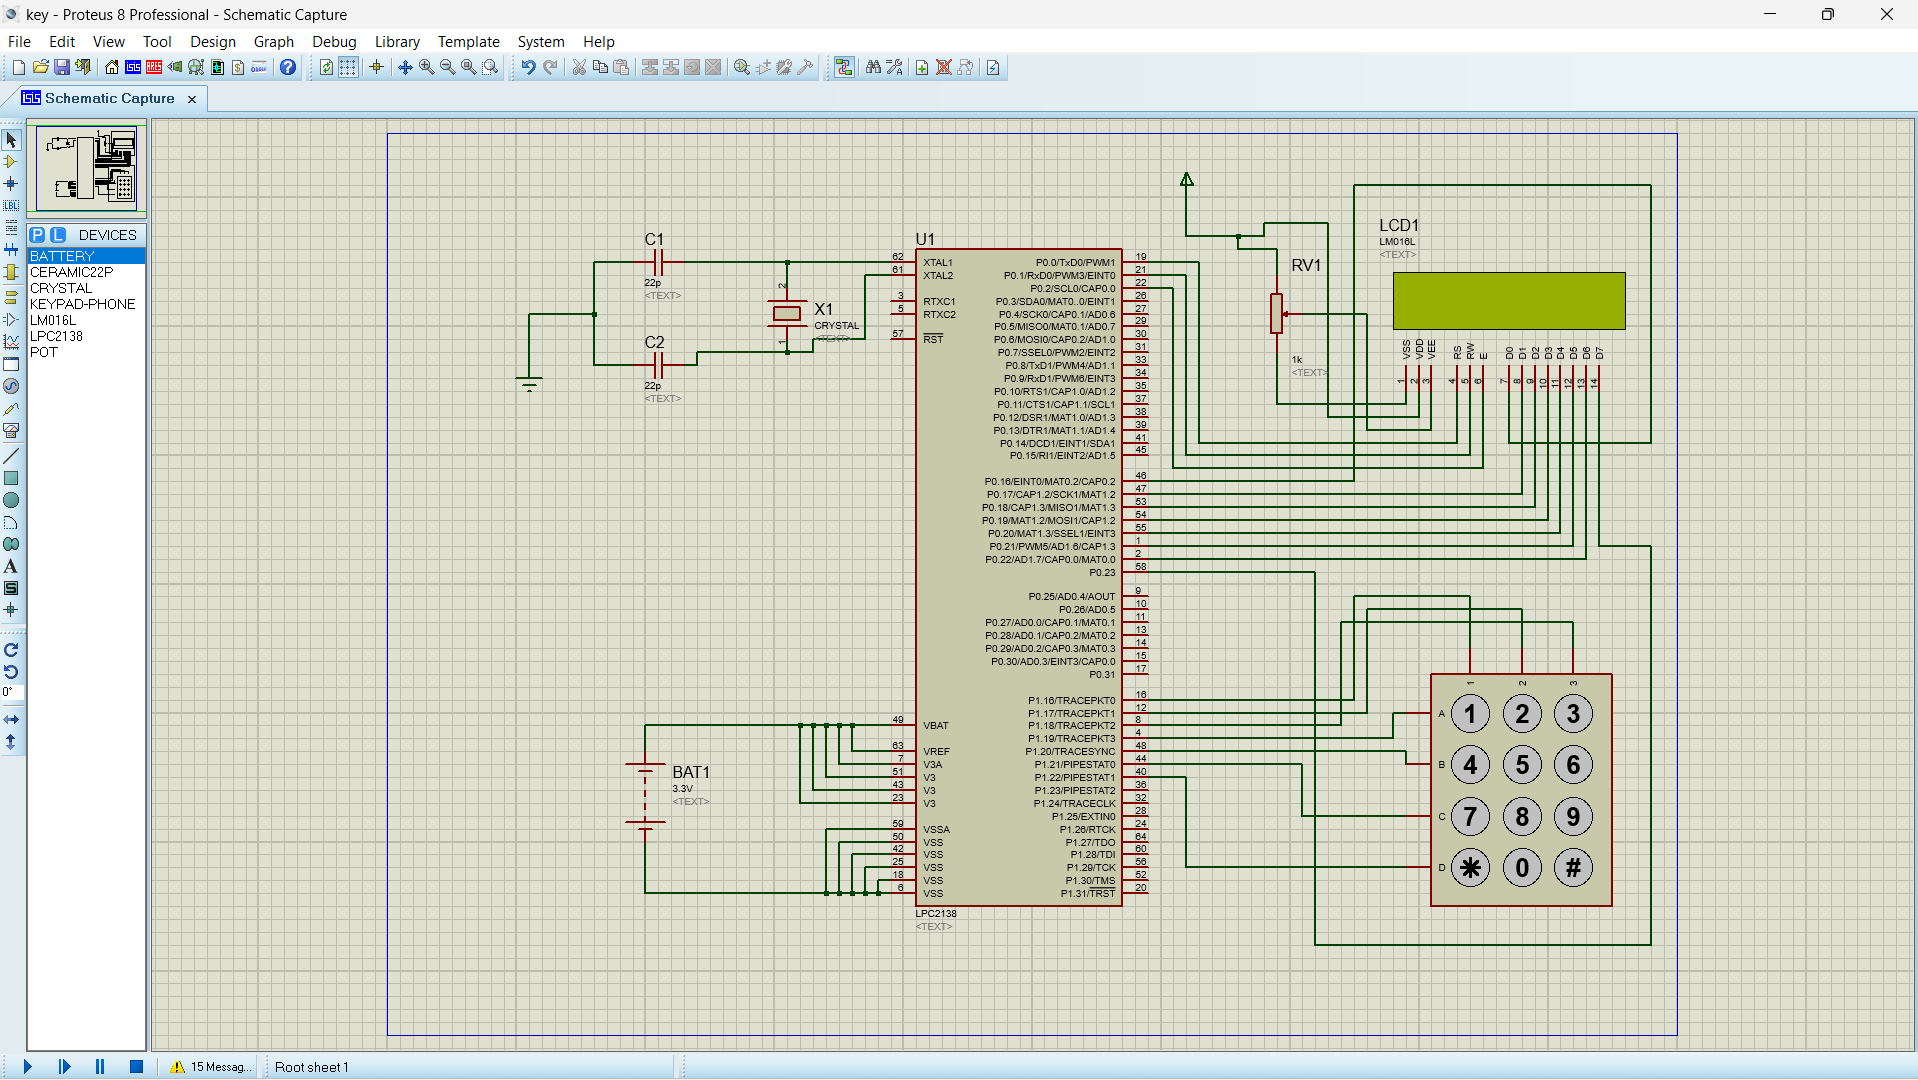 key - Proteus 8 Professional - Schematic Capture
File Edit View Tool Design Graph Debug Library Template System Help
Schematic Capture
P L DEVICES
BATTERY
CERAMIC22P
CRYSTAL
KEYPAD-PHONE
LM016L
LPC2138
POT
0°
C1
22p
<TEXT>
C2
22p
<TEXT>
X1
CRYSTAL
<TEXT>
2
1
BAT1
3.3V
<TEXT>
U1
62 XTAL1
61 XTAL2
3 RTXC1
5 RTXC2
57 RST
49 VBAT
63 VREF
7 V3A
51 V3
43 V3
23 V3
59 VSSA
50 VSS
42 VSS
25 VSS
18 VSS
6 VSS
P0.0/TxD0/PWM1 19
P0.1/RxD0/PWM3/EINT0 21
P0.2/SCL0/CAP0.0 22
P0.3/SDA0/MAT0..0/EINT1 26
P0.4/SCK0/CAP0.1/AD0.6 27
P0.5/MISO0/MAT0.1/AD0.7 29
P0.6/MOSI0/CAP0.2/AD1.0 30
P0.7/SSEL0/PWM2/EINT2 31
P0.8/TxD1/PWM4/AD1.1 33
P0.9/RxD1/PWM6/EINT3 34
P0.10/RTS1/CAP1.0/AD1.2 35
P0.11/CTS1/CAP1.1/SCL1 37
P0.12/DSR1/MAT1.0/AD1.3 38
P0.13/DTR1/MAT1.1/AD1.4 39
P0.14/DCD1/EINT1/SDA1 41
P0.15/RI1/EINT2/AD1.5 45
P0.16/EINT0/MAT0.2/CAP0.2 46
P0.17/CAP1.2/SCK1/MAT1.2 47
P0.18/CAP1.3/MISO1/MAT1.3 53
P0.19/MAT1.2/MOSI1/CAP1.2 54
P0.20/MAT1.3/SSEL1/EINT3 55
P0.21/PWM5/AD1.6/CAP1.3 1
P0.22/AD1.7/CAP0.0/MAT0.0 2
P0.23 58
P0.25/AD0.4/AOUT 9
P0.26/AD0.5 10
P0.27/AD0.0/CAP0.1/MAT0.1 11
P0.28/AD0.1/CAP0.2/MAT0.2 13
P0.29/AD0.2/CAP0.3/MAT0.3 14
P0.30/AD0.3/EINT3/CAP0.0 15
P0.31 17
P1.16/TRACEPKT0 16
P1.17/TRACEPKT1 12
P1.18/TRACEPKT2 8
P1.19/TRACEPKT3 4
P1.20/TRACESYNC 48
P1.21/PIPESTAT0 44
P1.22/PIPESTAT1 40
P1.23/PIPESTAT2 36
P1.24/TRACECLK 32
P1.25/EXTIN0 28
P1.26/RTCK 24
P1.27/TDO 64
P1.28/TDI 60
P1.29/TCK 56
P1.30/TMS 52
P1.31/TRST 20
LPC2138
<TEXT>
RV1
1k
<TEXT>
LCD1
LM016L
<TEXT>
VSS VDD VEE RS RW E D0 D1 D2 D3 D4 D5 D6 D7
1 2 3 4 5 6 7 8 9 10 11 12 13 14
1 2 3
A 1 2 3
B 4 5 6
C 7 8 9
D * 0 #
15 Messag...
Root sheet 1